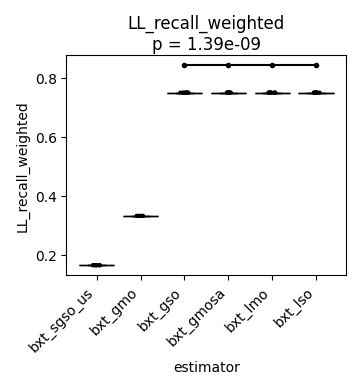 LL_recall_weighted
p = 1.39e-09
LL_recall_weighted
0.8
0.6
0.4
0.2
bxt_sgso_us
bxt_gmo
bxt_gso
bxt_gmosa
bxt_lmo
bxt_lso
estimator